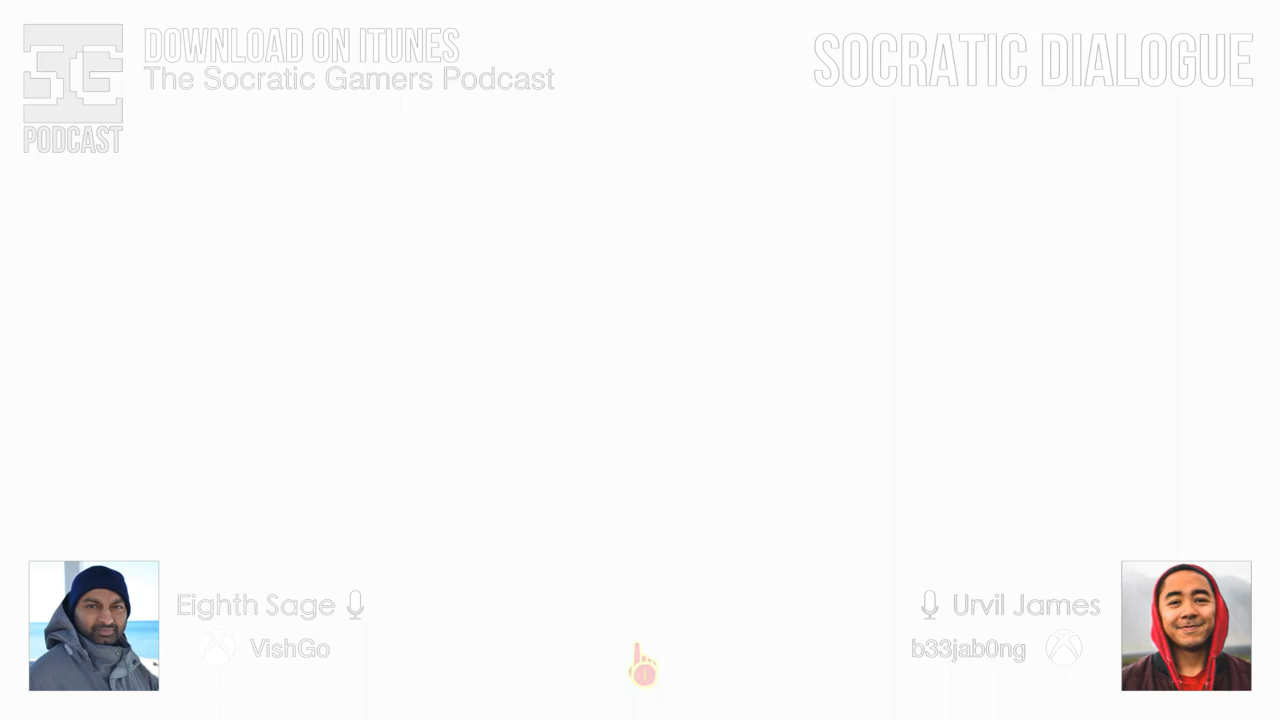 SG
DOWNLOAD ON ITUNES
The Socratic Gamers Podcast
PODCAST
SOCRATIC DIALOGUE
Eighth Sage
VishGo
Urvil James
b33jab0ng